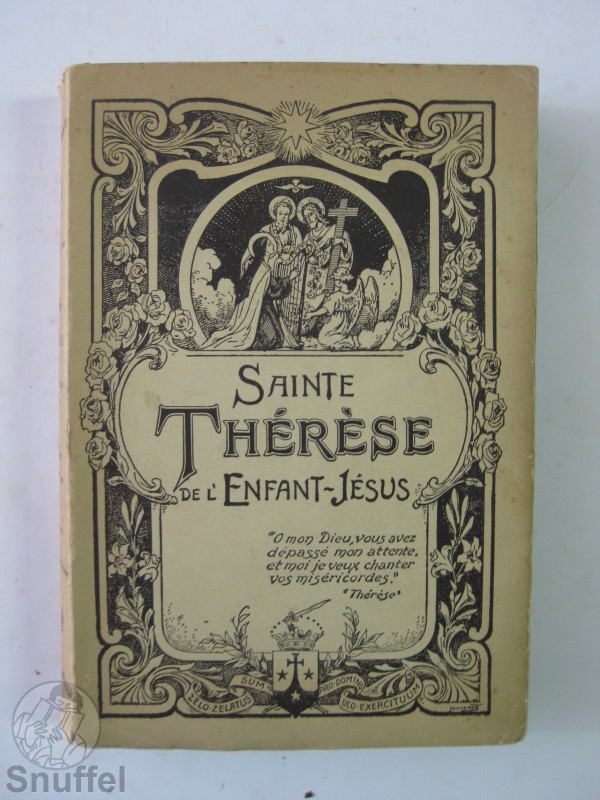 SAINTE
THÉRÈSE
DE L' ENFANT-JÉSUS
"O mon Dieu, vous avez
dépassé mon attente,
et moi je veux chanter
vos miséricordes."
"Thérèse"
ZELO·ZELATUS SUM PRO·DOMINO DEO·EXERCITUUM
Snuffel